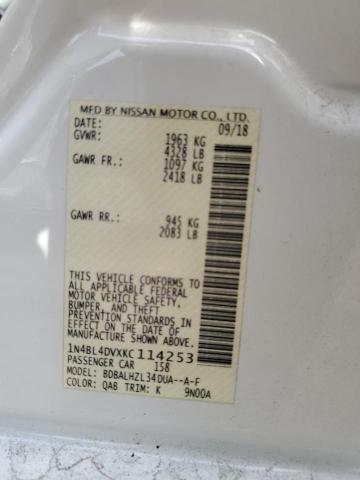 MFD BY NISSAN MOTOR CO., LTD.
DATE: 09/18
GVWR: 1963 KG
4328 LB
GAWR FR.: 1097 KG
2418 LB
GAWR RR.: 945 KG
2083 LB
THIS VEHICLE CONFORMS TO
ALL APPLICABLE FEDERAL
MOTOR VEHICLE SAFETY,
BUMPER, AND THEFT
PREVENTION STANDARDS IN
EFFECT ON THE DATE OF
MANUFACTURE SHOWN ABOVE.
1N4BL4DVXKC114253
PASSENGER CAR 158
MODEL: BDBALHZL34DUA--A-F
COLOR: QAB TRIM: K 9N00A